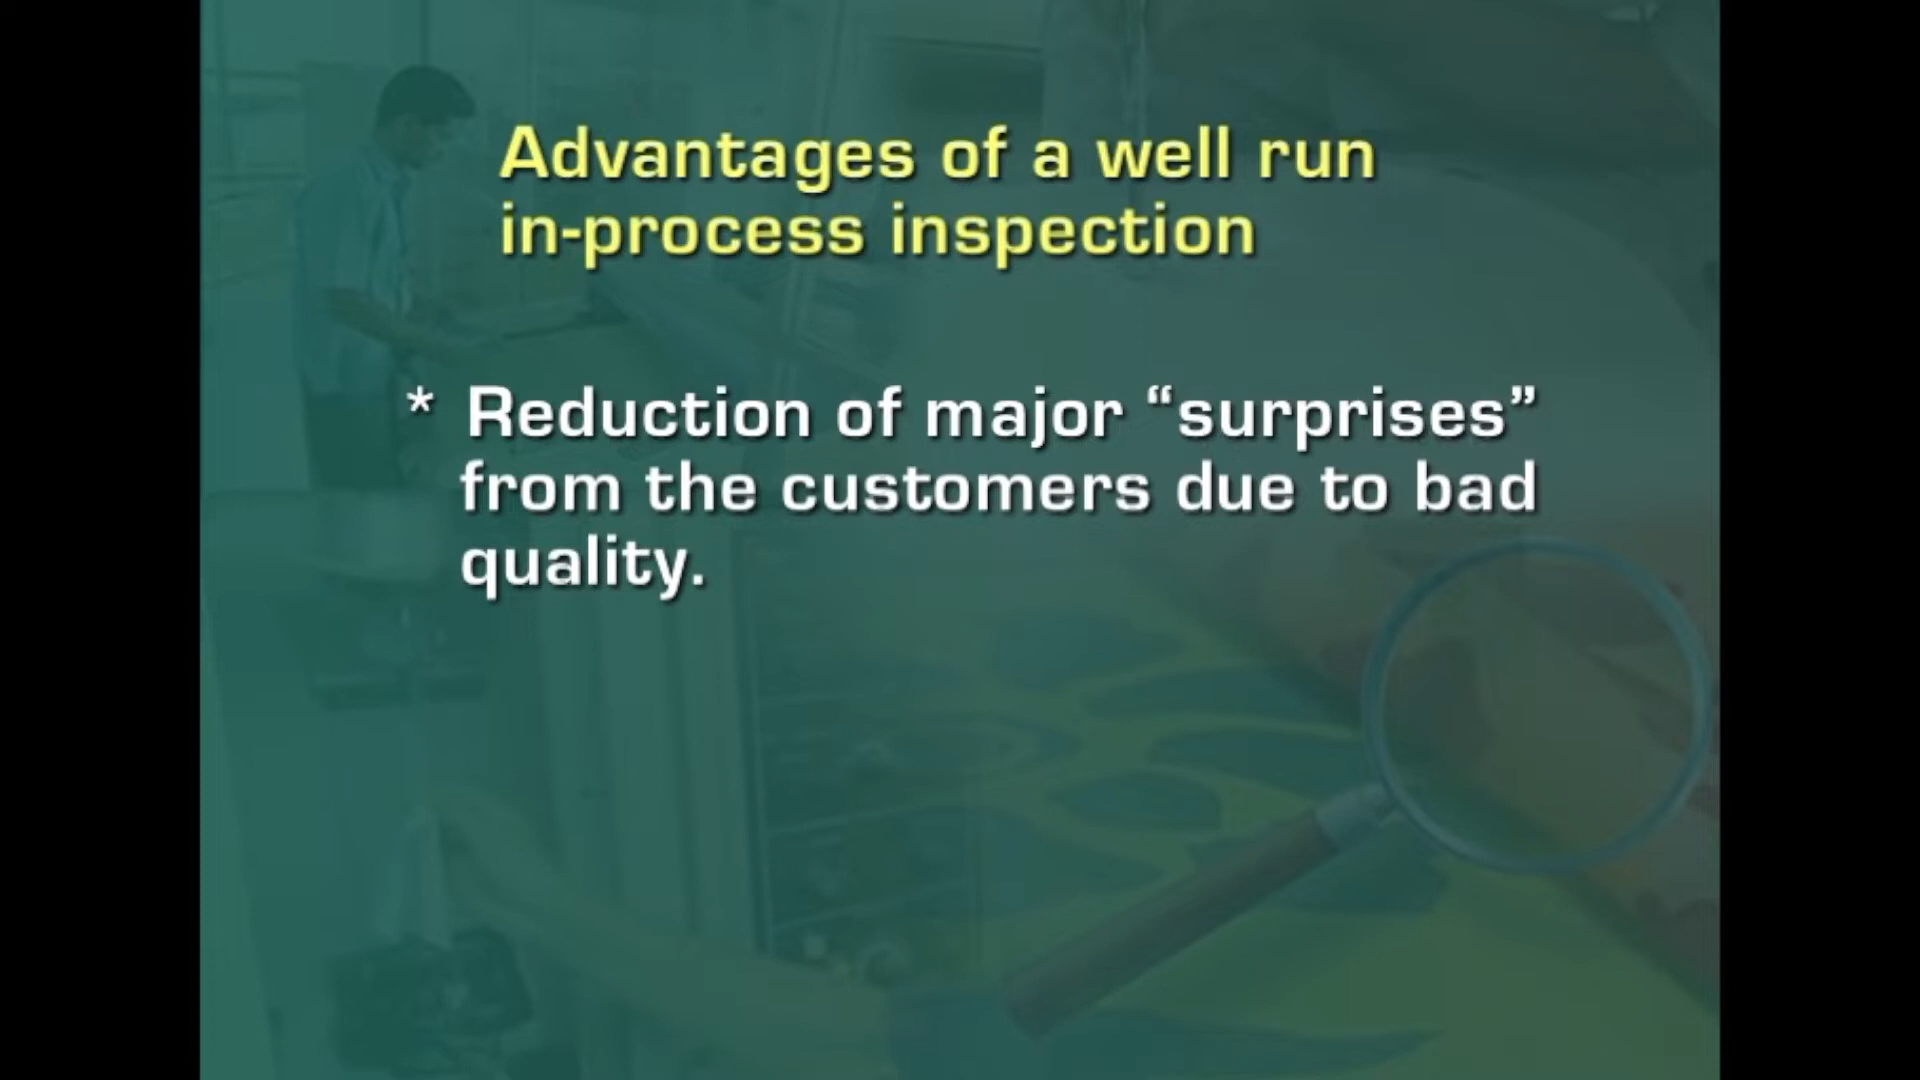 Advantages of a well run
in-process inspection
* Reduction of major “surprises”
from the customers due to bad
quality.